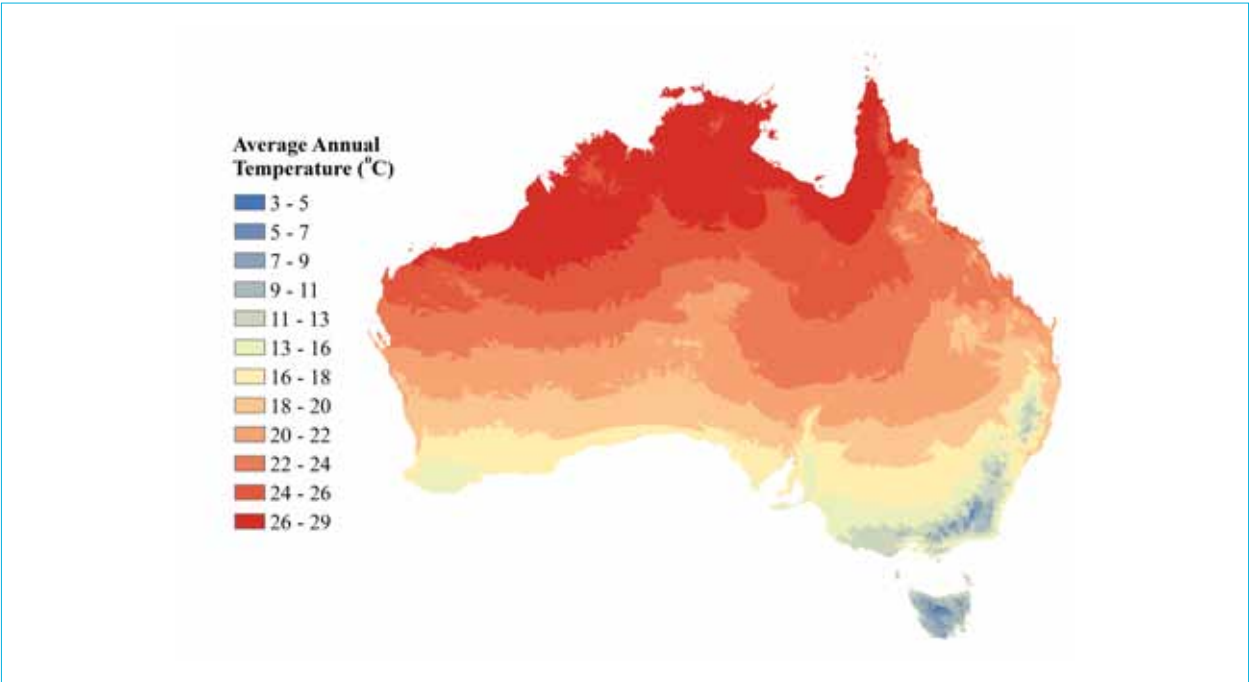 Average Annual
Temperature (°C)
3 - 5
5 - 7
7 - 9
9 - 11
11 - 13
13 - 16
16 - 18
18 - 20
20 - 22
22 - 24
24 - 26
26 - 29